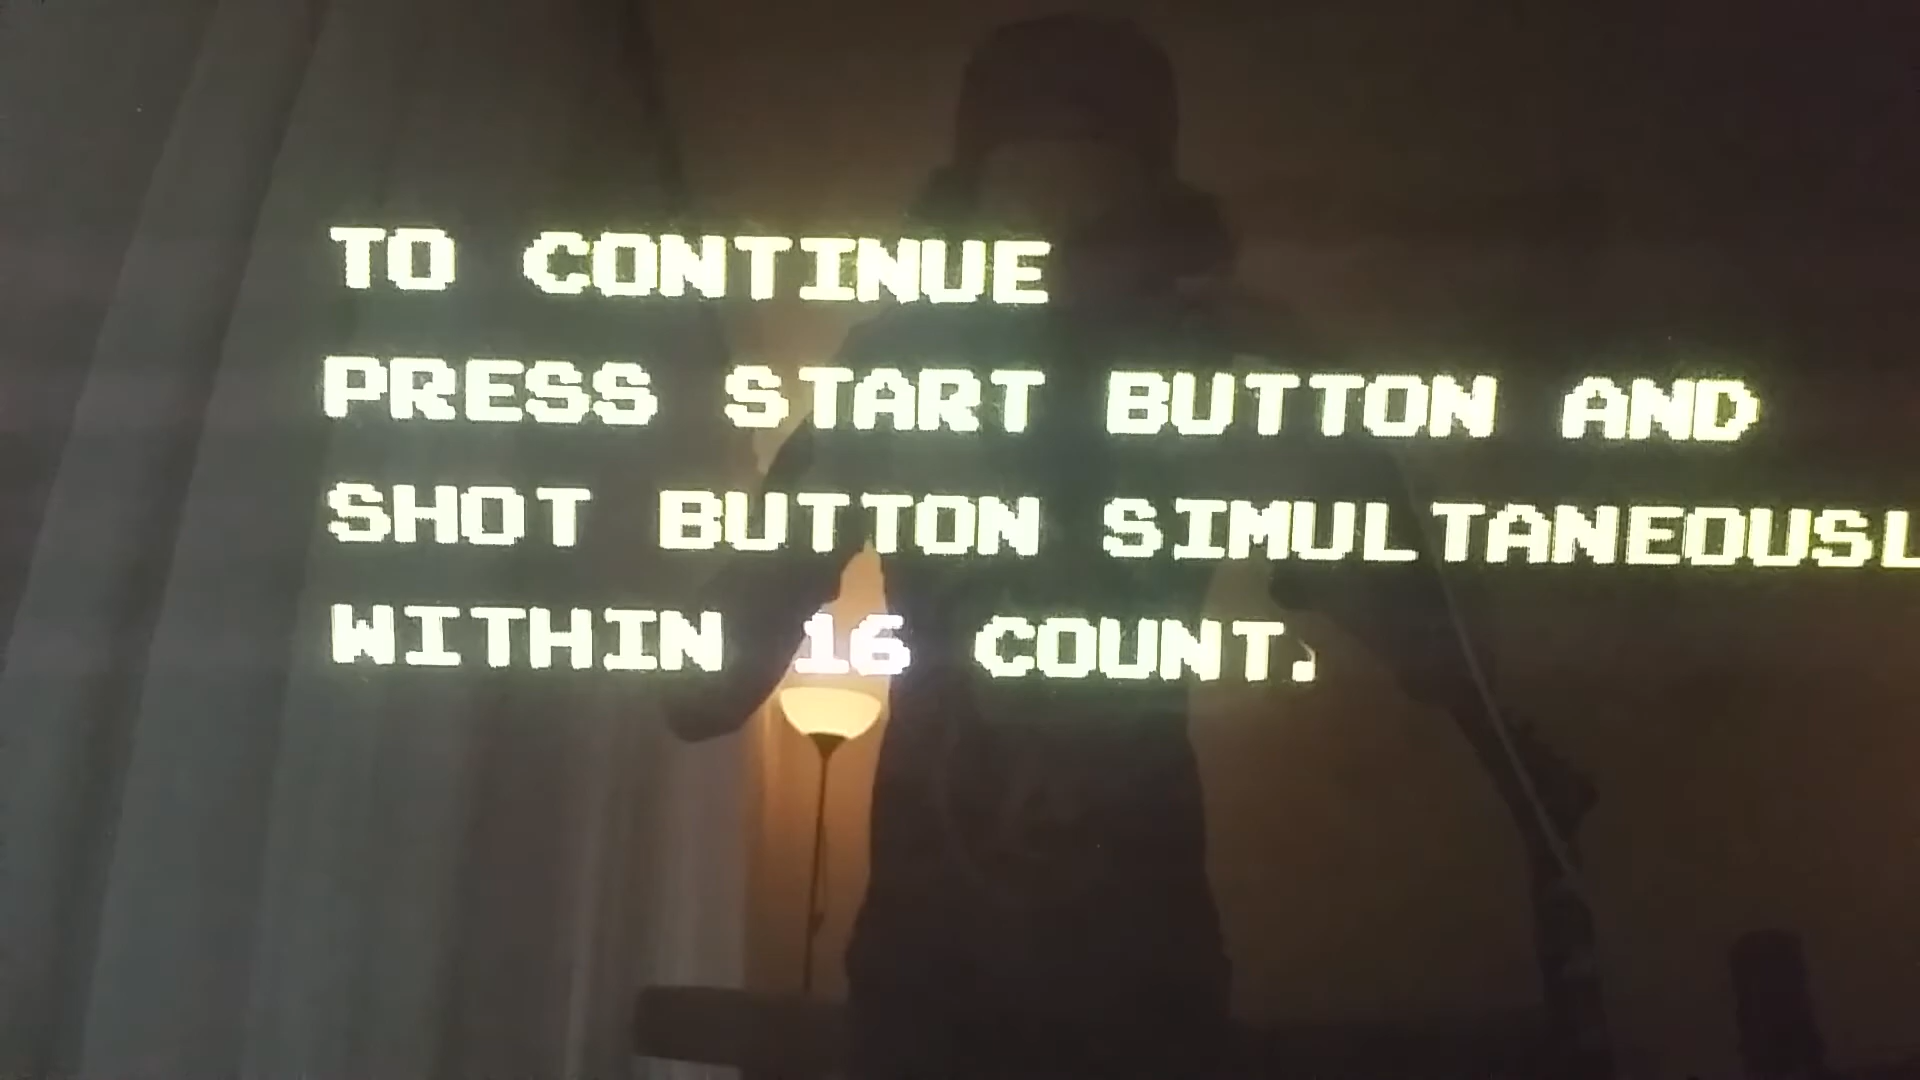 TO CONTINUE
PRESS START BUTTON AND
SHOT BUTTON SIMULTANEOUSL
WITHIN 16 COUNT.